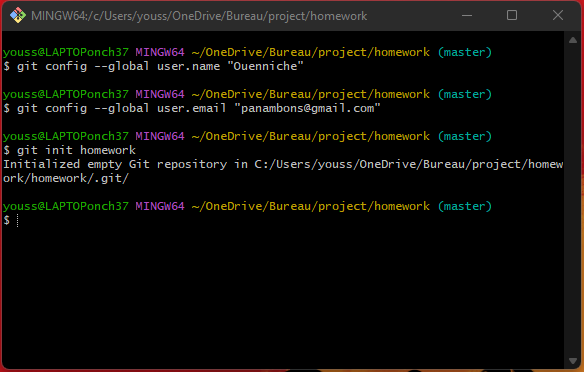 MINGW64:/c/Users/youss/OneDrive/Bureau/project/homework
youss@LAPTOPonch37 MINGW64 ~/OneDrive/Bureau/project/homework (master)
$ git config --global user.name "Ouenniche"
youss@LAPTOPonch37 MINGW64 ~/OneDrive/Bureau/project/homework (master)
$ git config --global user.email "panambons@gmail.com"
youss@LAPTOPonch37 MINGW64 ~/OneDrive/Bureau/project/homework (master)
$ git init homework
Initialized empty Git repository in C:/Users/youss/OneDrive/Bureau/project/homew
ork/homework/.git/
youss@LAPTOPonch37 MINGW64 ~/OneDrive/Bureau/project/homework (master)
$